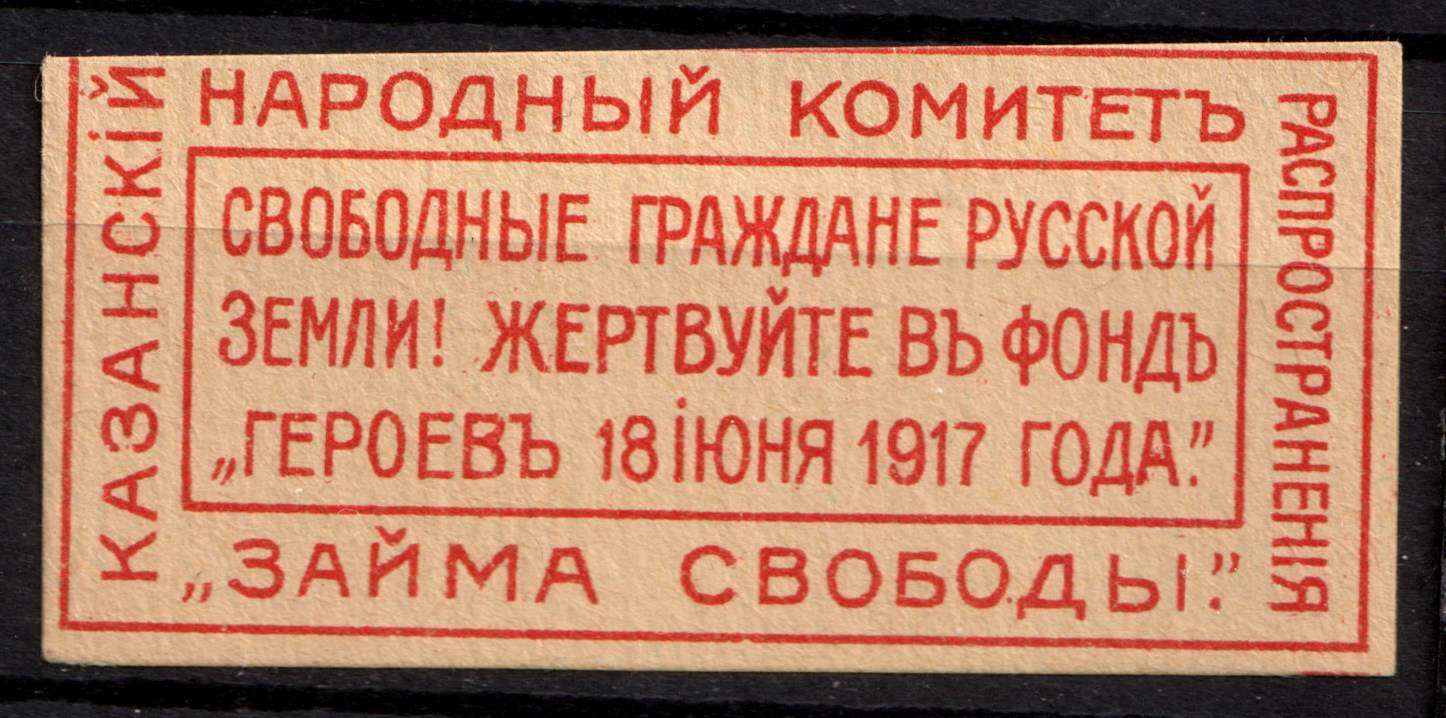 КАЗАНСКІЙ
НАРОДНЫЙ КОМИТЕТЪ
РАСПРОСТРАНЕНІЯ
„ЗАЙМА СВОБОДЫ."
СВОБОДНЫЕ ГРАЖДАНЕ РУССКОЙ
ЗЕМЛИ! ЖЕРТВУЙТЕ ВЪ ФОНДЪ
„ГЕРОЕВЪ 18 ІЮНЯ 1917 ГОДА."